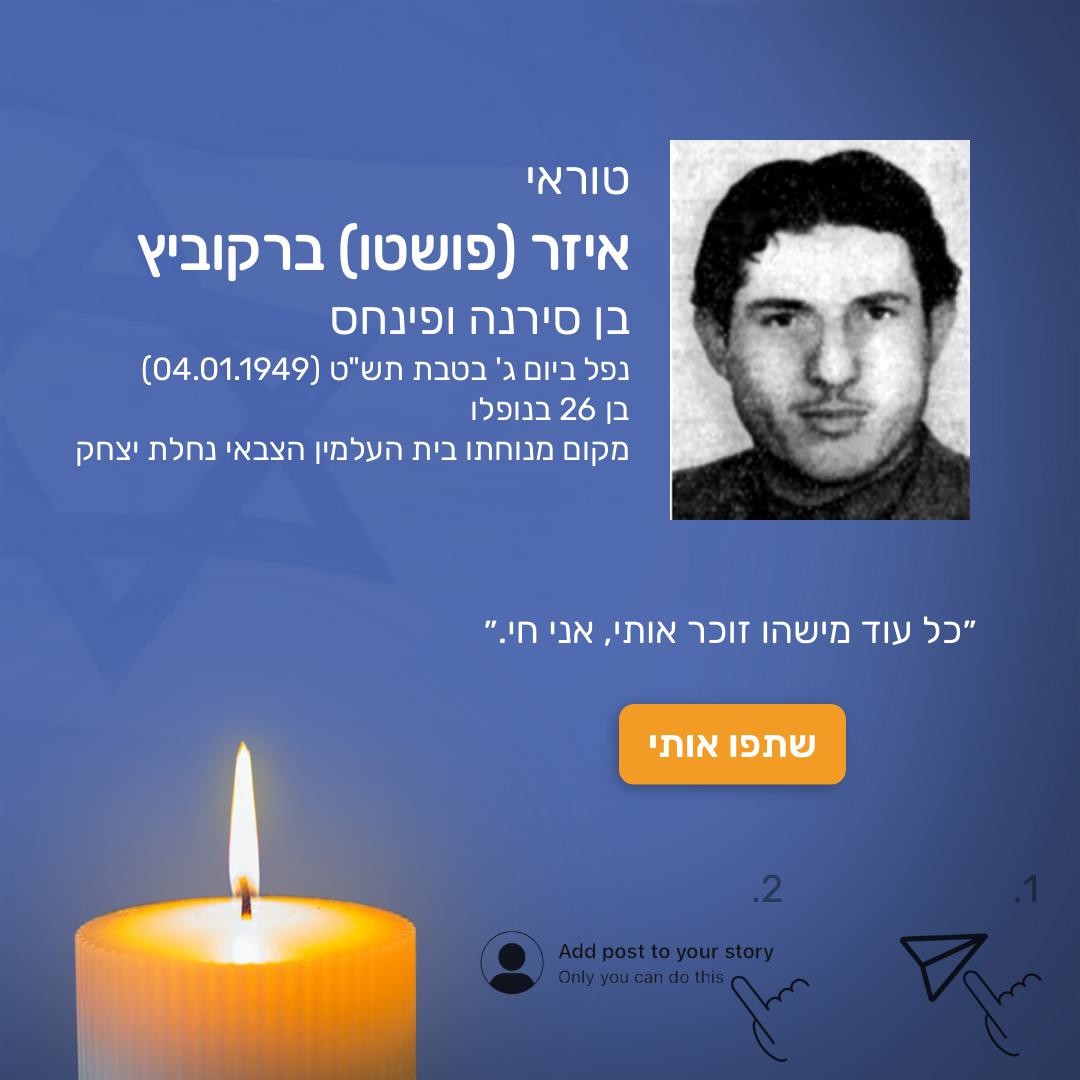 טוראי
איזר (פושטו) ברקוביץ
בן סירנה ופינחס
נפל ביום ג' בטבת תש"ט (04.01.1949)
בן 26 בנופלו
מקום מנוחתו בית העלמין הצבאי נחלת יצחק
״כל עוד מישהו זוכר אותי, אני חי.״
שתפו אותי
1.
2.
Add post to your story
Only you can do this